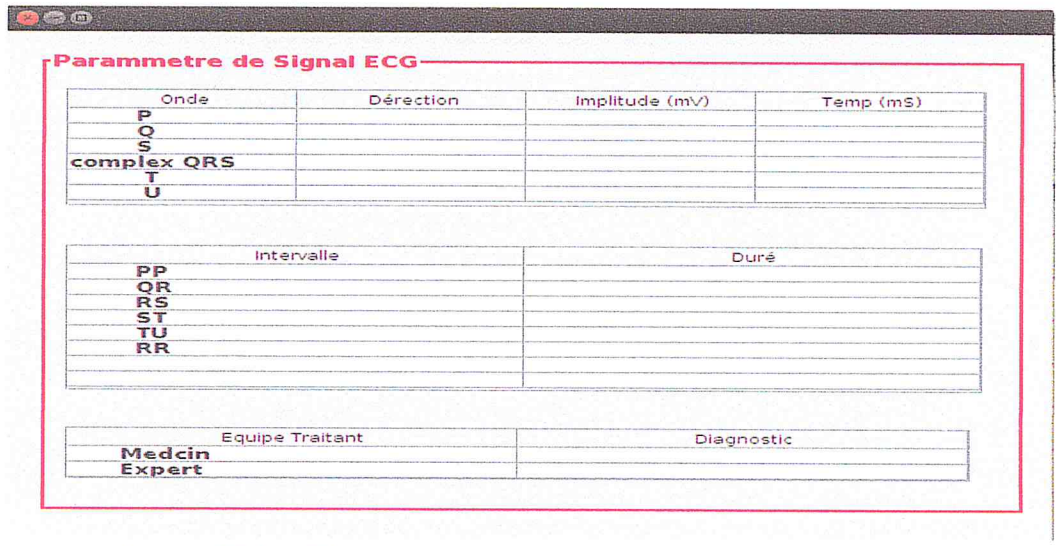 Parammetre de Signal ECG
Onde Dérection Implitude (mV) Temp (mS)
P
Q
S
complex QRS
T
U
Intervalle Duré
PP
QR
RS
ST
TU
RR
Equipe Traitant Diagnostic
Medcin
Expert